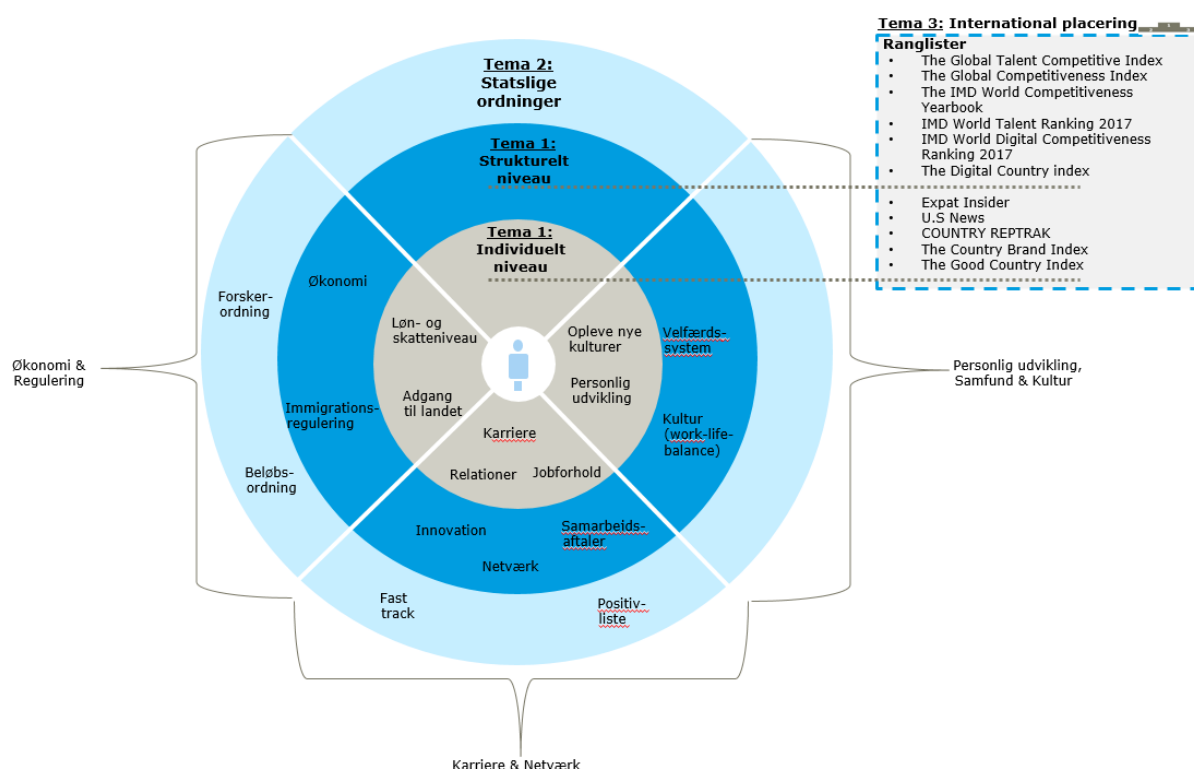 Tema 3: International placering
Ranglister
• The Global Talent Competitive Index
• The Global Competitiveness Index
• The IMD World Competitiveness
Yearbook
• IMD World Talent Ranking 2017
• IMD World Digital Competitiveness
Ranking 2017
• The Digital Country index
• Expat Insider
• U.S News
• COUNTRY REPTRAK
• The Country Brand Index
• The Good Country Index
Tema 2:
Statslige
ordninger
Tema 1:
Strukturelt
niveau
Tema 1:
Individuelt
niveau
Økonomi
Forsker-
ordning
Løn- og
skatteniveau
Opleve nye
kulturer
Velfærds-
system
Økonomi &
Regulering
Personlig udvikling,
Samfund & Kultur
Adgang
til landet
Personlig
udvikling
Immigrations-
regulering
Kultur
(work-life-
balance)
Karriere
Relationer
Jobforhold
Beløbs-
ordning
Innovation
Samarbejds-
aftaler
Netværk
Fast
track
Positiv-
liste
Karriere & Netværk